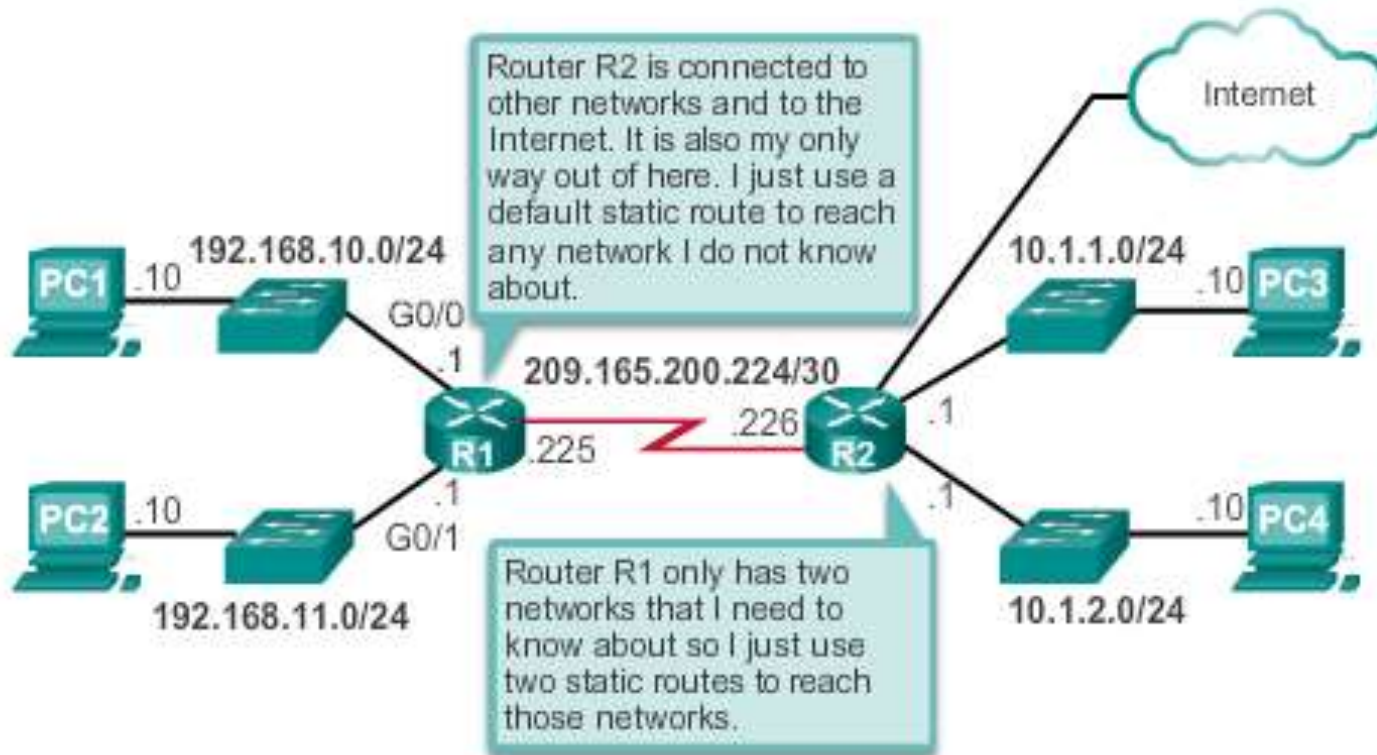 Router R2 is connected to
other networks and to the
Internet. It is also my only
way out of here. I just use a
default static route to reach
any network I do not know
about.
Internet
192.168.10.0/24
10.1.1.0/24
PC1
.10
G0/0
.10
PC3
.1
209.165.200.224/30
R1
.225
.226
R2
.1
PC2
.10
.1
G0/1
.1
.10
PC4
192.168.11.0/24
10.1.2.0/24
Router R1 only has two
networks that I need to
know about so I just use
two static routes to reach
those networks.